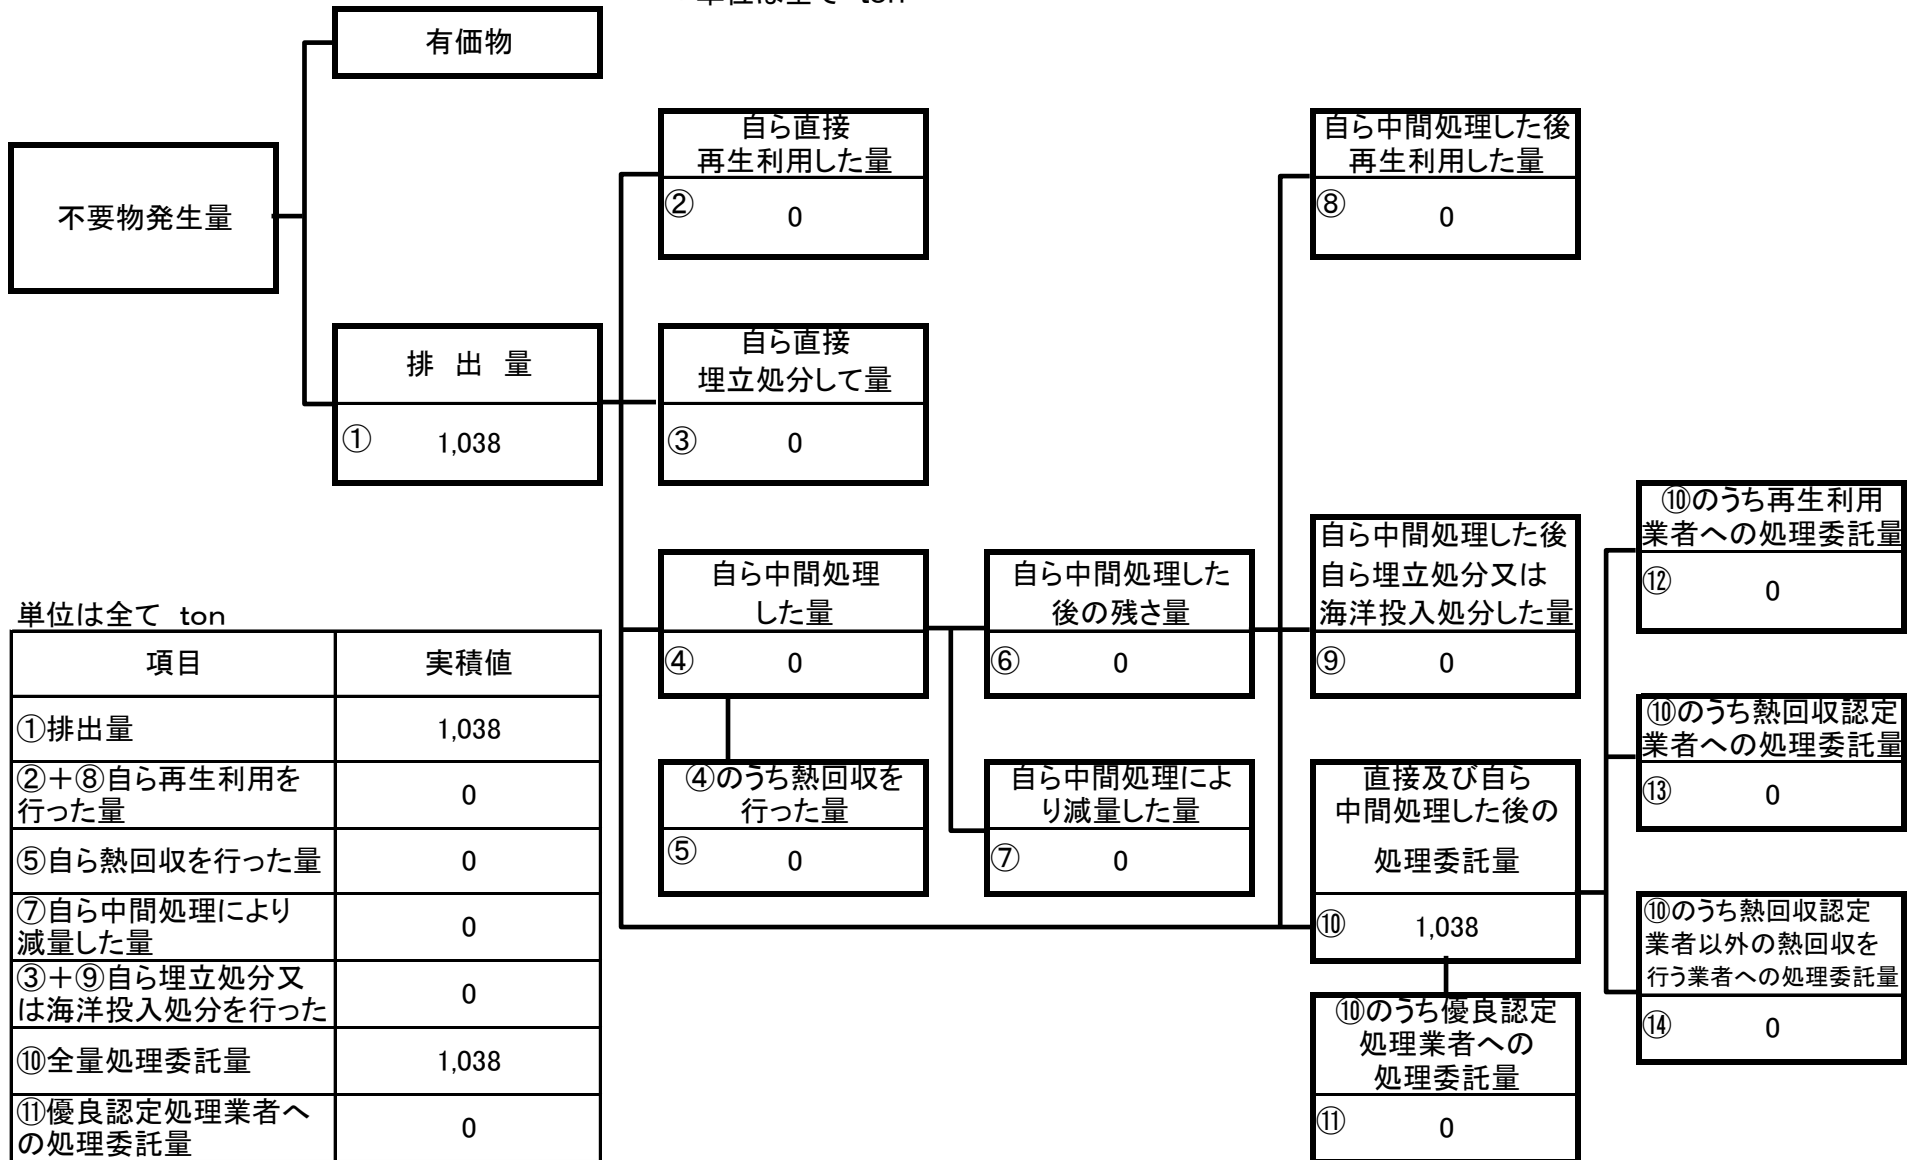 単位は全て ton
有価物
不要物発生量
自ら直接
再生利用した量
② 0
自ら中間処理した後
再生利用した量
⑧ 0
排 出 量
① 1,038
自ら直接
埋立処分して量
③ 0
自ら中間処理
した量
④ 0
自ら中間処理した
後の残さ量
⑥ 0
自ら中間処理した後
自ら埋立処分又は
海洋投入処分した量
⑨ 0
⑩のうち再生利用
業者への処理委託量
⑫ 0
④のうち熱回収を
行った量
⑤ 0
自ら中間処理によ
り減量した量
⑦ 0
直接及び自ら
中間処理した後の
処理委託量
⑩ 1,038
⑩のうち熱回収認定
業者への処理委託量
⑬ 0
⑩のうち熱回収認定
業者以外の熱回収を
行う業者への処理委託量
⑭ 0
⑩のうち優良認定
処理業者への
処理委託量
⑪ 0
単位は全て ton
項目 実積値
①排出量 1,038
②＋⑧自ら再生利用を
行った量 0
⑤自ら熱回収を行った量 0
⑦自ら中間処理により
減量した量 0
③＋⑨自ら埋立処分又
は海洋投入処分を行った 0
⑩全量処理委託量 1,038
⑪優良認定処理業者へ
の処理委託量 0